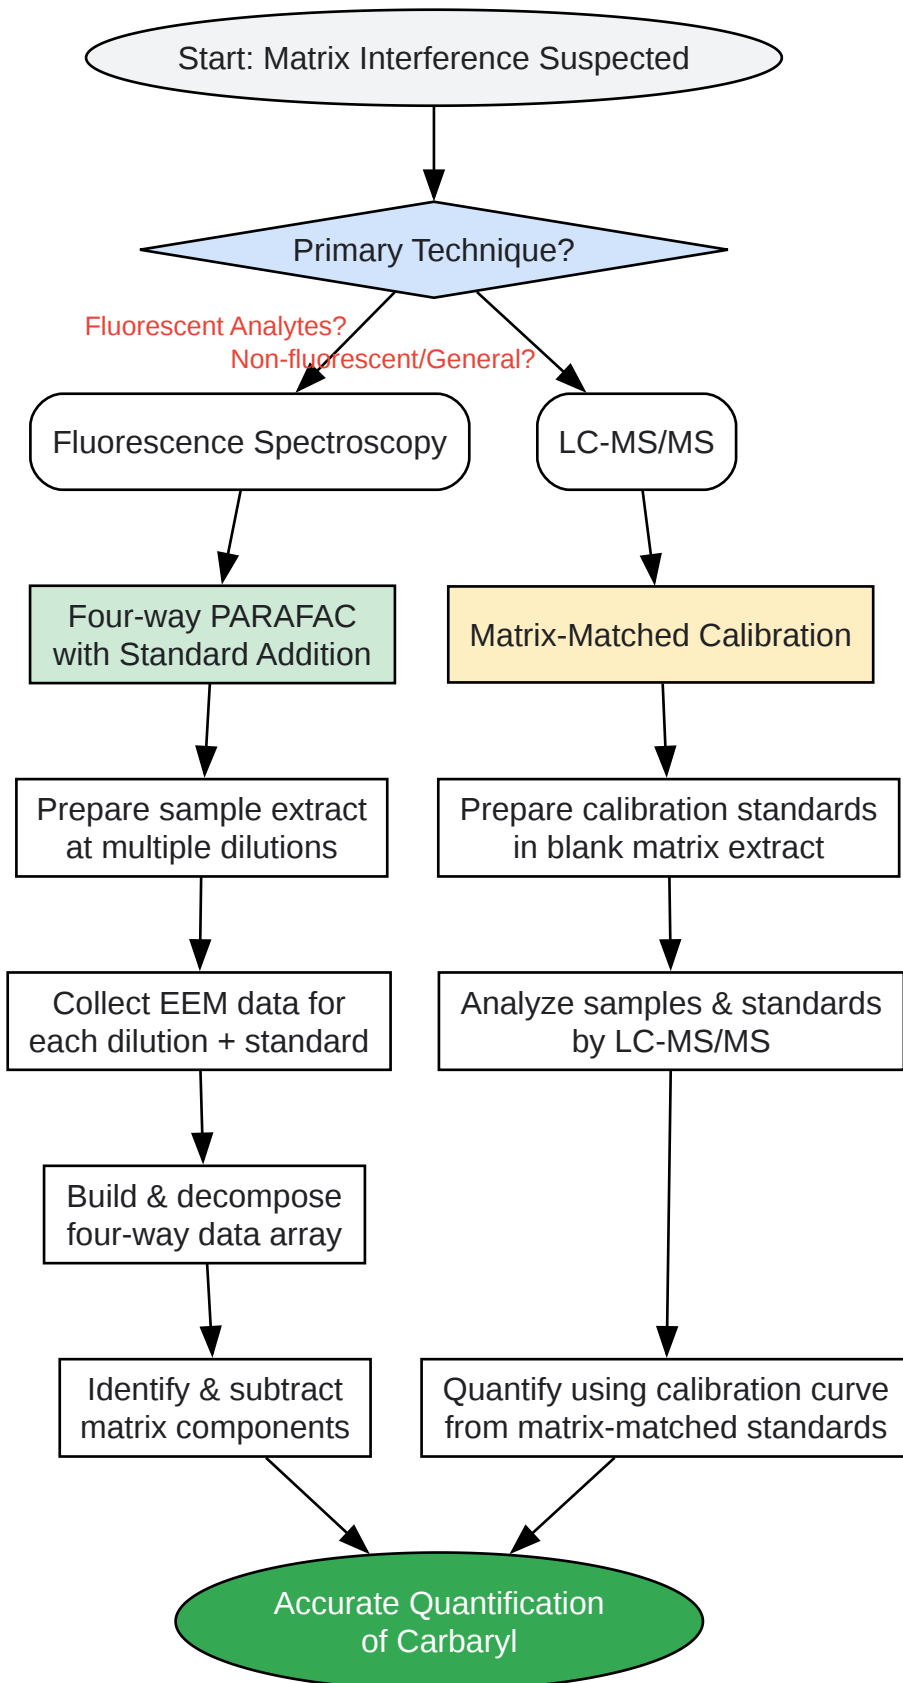 Start: Matrix Interference Suspected
Primary Technique?
Fluorescent Analytes?
Non-fluorescent/General?
Fluorescence Spectroscopy
LC-MS/MS
Four-way PARAFAC
with Standard Addition
Matrix-Matched Calibration
Prepare sample extract
at multiple dilutions
Prepare calibration standards
in blank matrix extract
Collect EEM data for
each dilution + standard
Analyze samples & standards
by LC-MS/MS
Build & decompose
four-way data array
Identify & subtract
matrix components
Quantify using calibration curve
from matrix-matched standards
Accurate Quantification
of Carbaryl